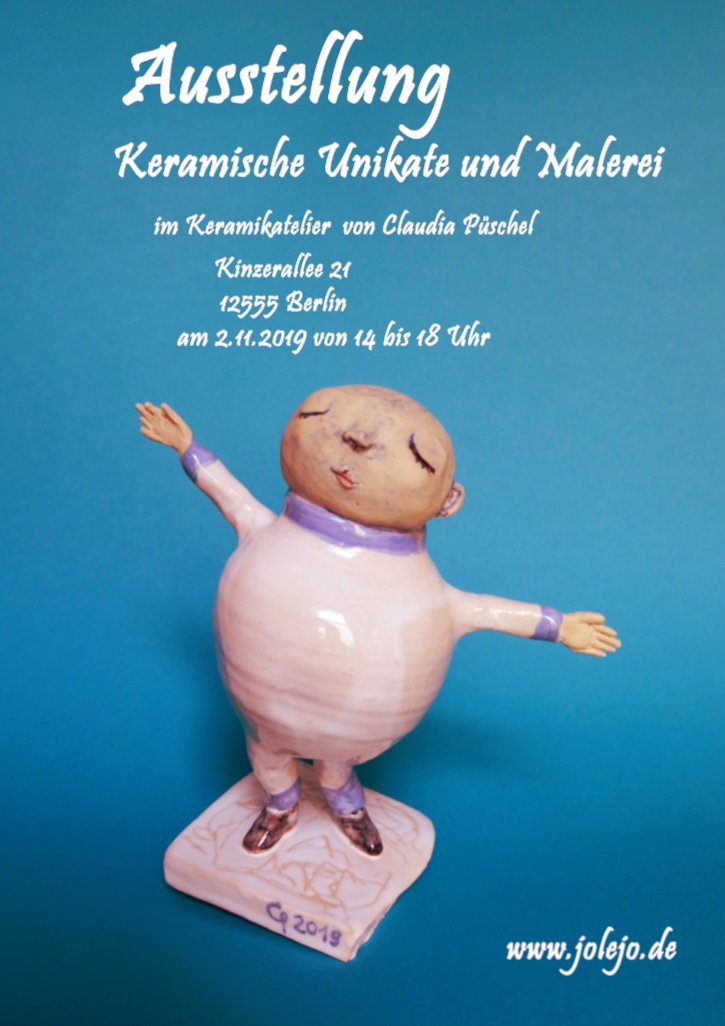 Ausstellung
Keramische Unikate und Malerei
im Keramikatelier von Claudia Püschel
Kinzerallee 21
12555 Berlin
am 2.11.2019 von 14 bis 18 Uhr
CP 2019
www.jolejo.de